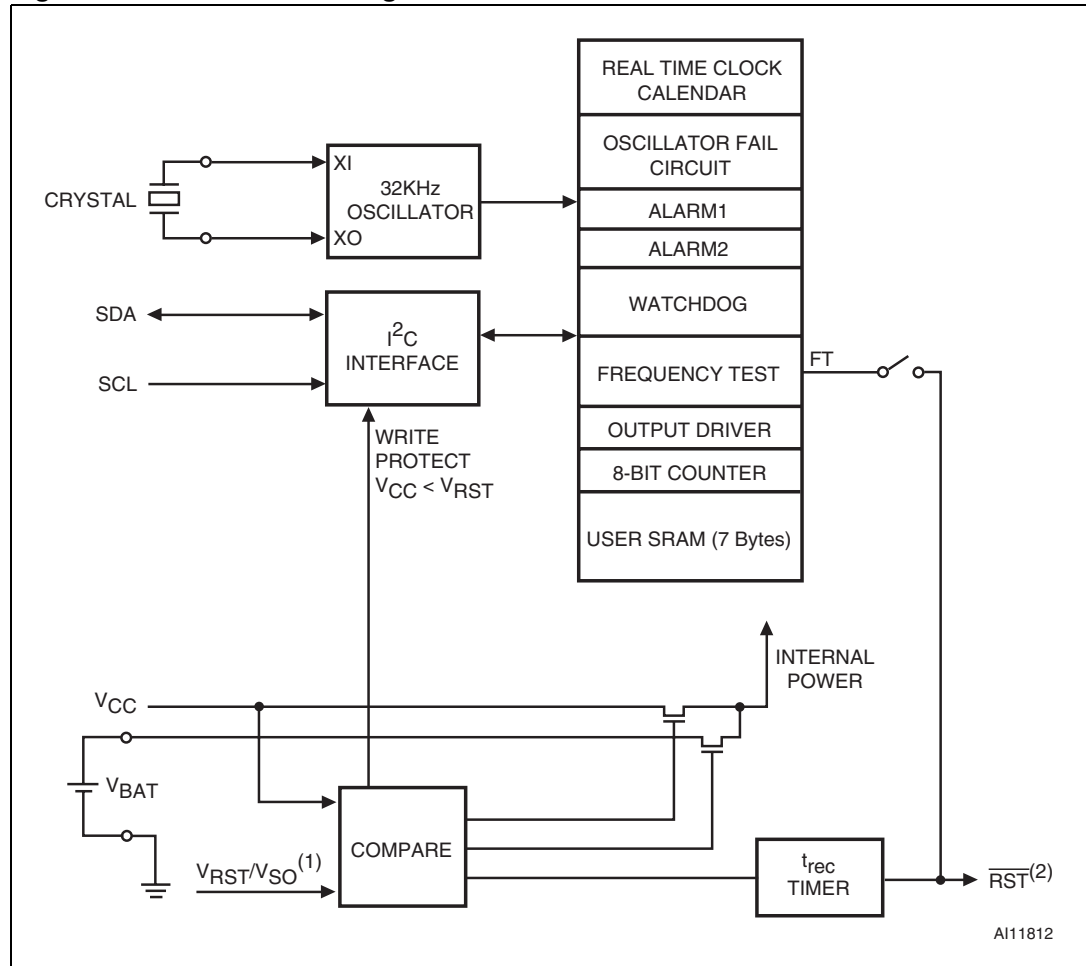 REAL TIME CLOCK
CALENDAR
OSCILLATOR FAIL
CIRCUIT
ALARM1
ALARM2
WATCHDOG
FREQUENCY TEST
OUTPUT DRIVER
8-BIT COUNTER
USER SRAM (7 Bytes)
CRYSTAL
XI
32KHz
OSCILLATOR
XO
SDA
SCL
I2C
INTERFACE
FT
WRITE
PROTECT
VCC < VRST
INTERNAL
POWER
VCC
VBAT
VRST/VSO(1)
COMPARE
trec
TIMER
RST(2)
AI11812